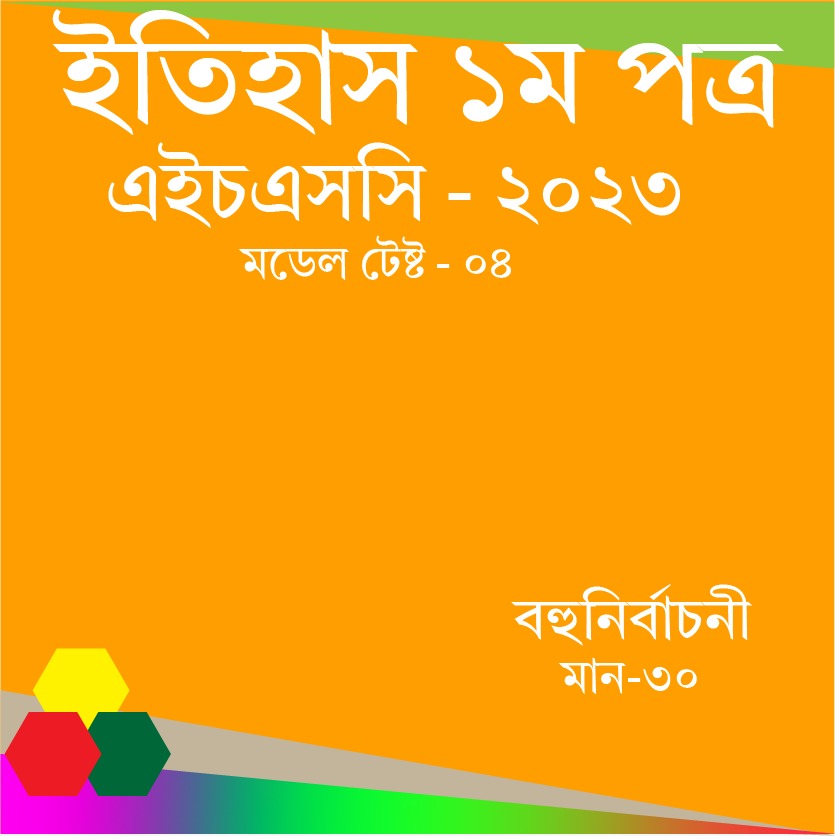 ইতিহাস ১ম পত্র
এইচএসসি - ২০২৩
মডেল টেষ্ট - ০৪
বহুনির্বাচনী
মান-৩০